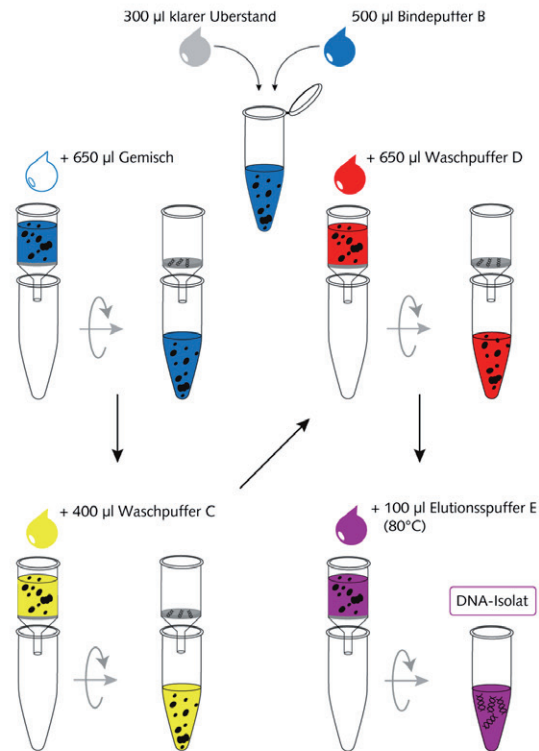 300 µl klarer Uberstand
500 µl Bindepuffer B
+ 650 µl Gemisch
+ 650 µl Waschpuffer D
+ 400 µl Waschpuffer C
+ 100 µl Elutionsspuffer E
(80°C)
DNA-Isolat